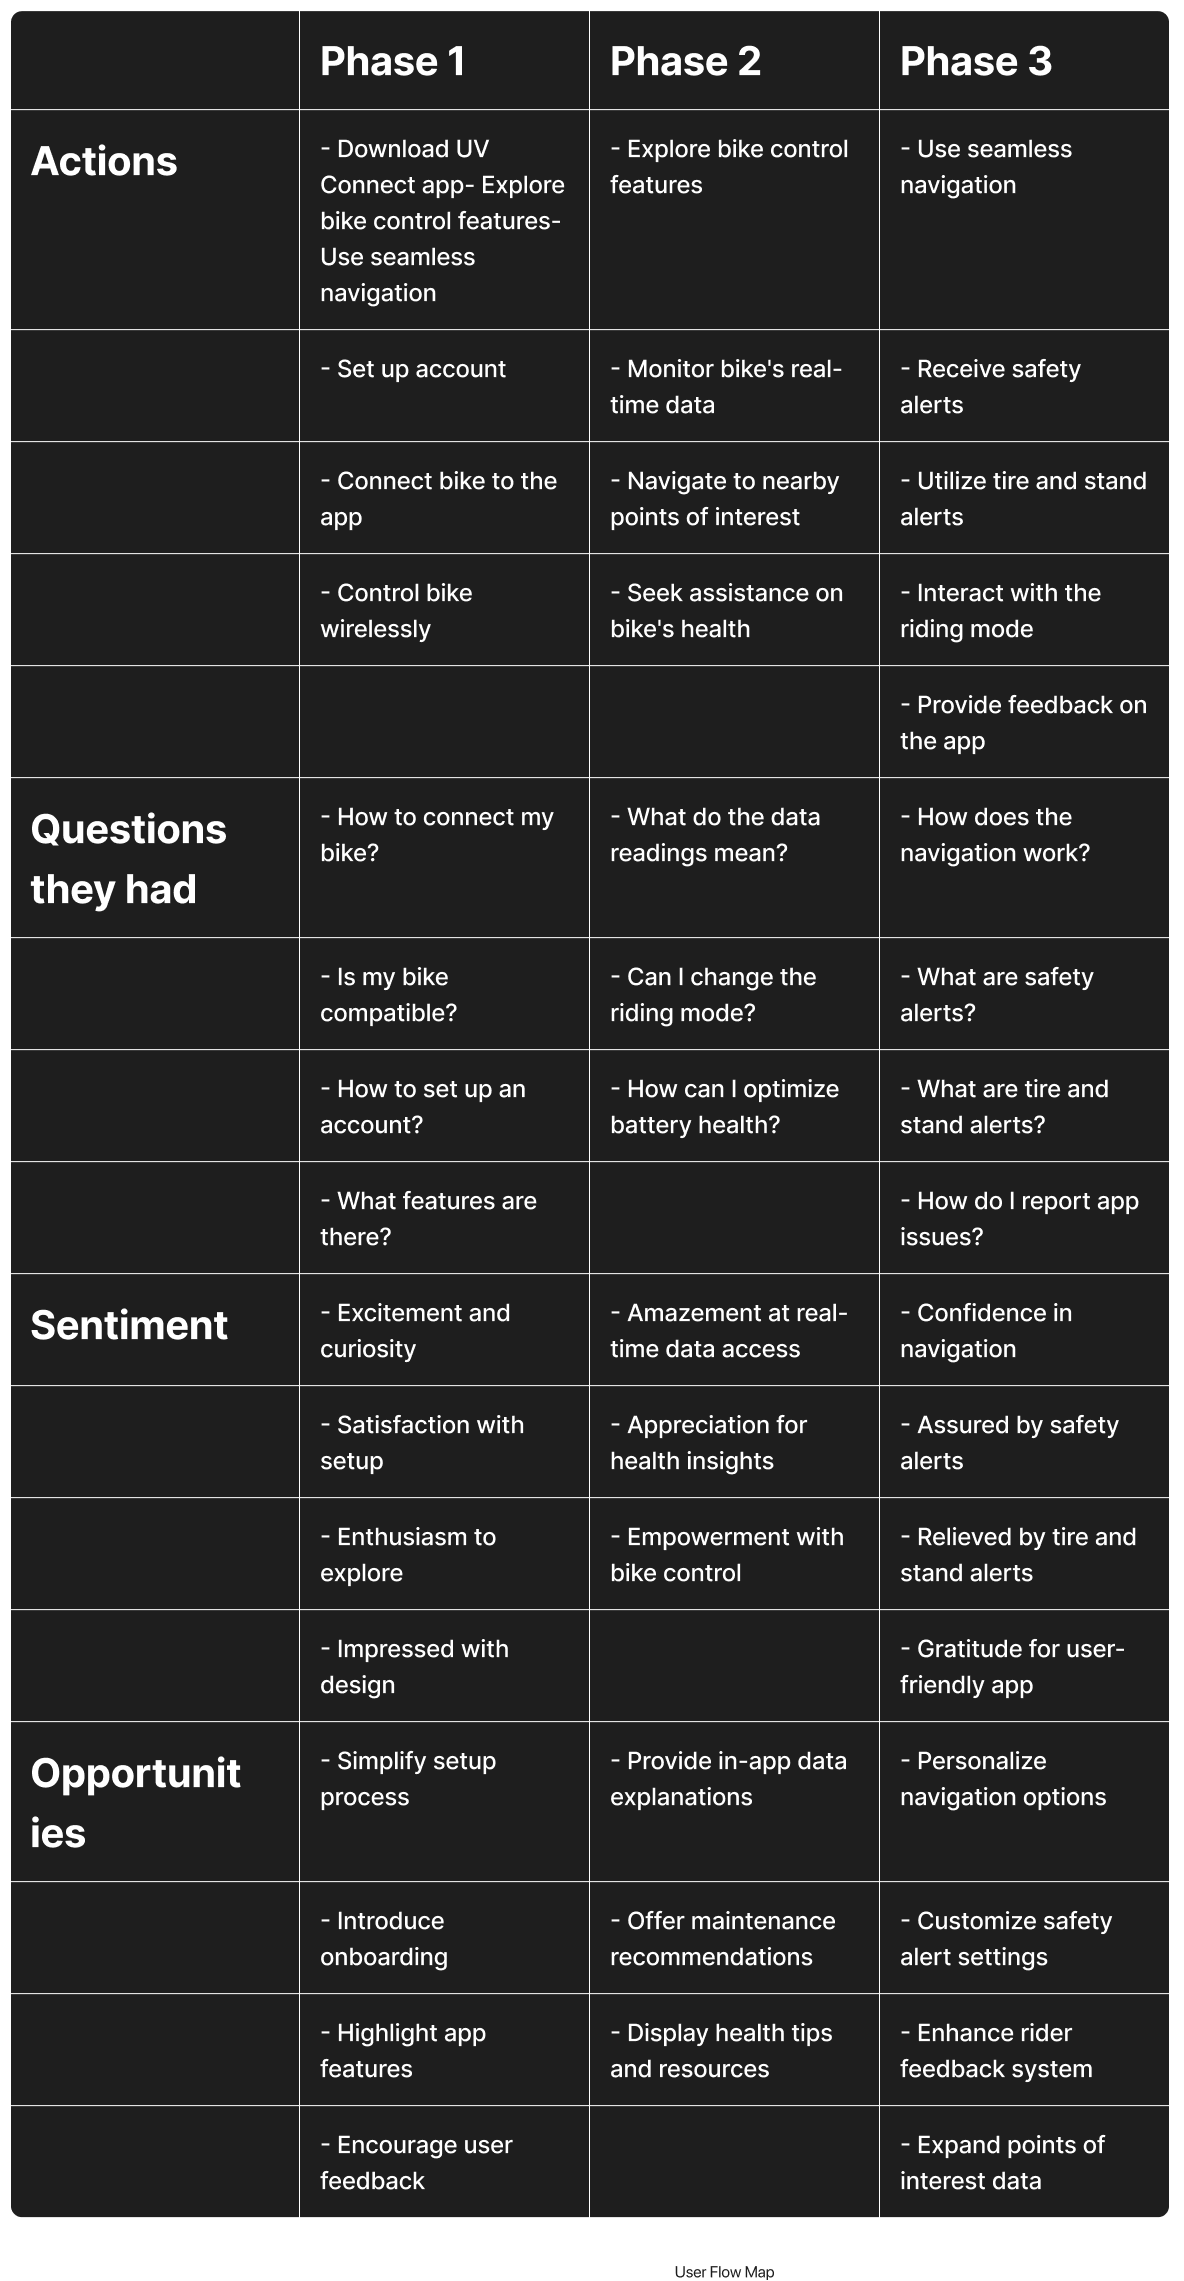 Phase 1
Phase 2
Phase 3
Actions
- Download UV
Connect app- Explore
bike control features-
Use seamless
navigation
- Explore bike control
features
- Use seamless
navigation
- Set up account
- Monitor bike's real-
time data
- Receive safety
alerts
- Connect bike to the
app
- Navigate to nearby
points of interest
- Utilize tire and stand
alerts
- Control bike
wirelessly
- Seek assistance on
bike's health
- Interact with the
riding mode
- Provide feedback on
the app
Questions
they had
- How to connect my
bike?
- What do the data
readings mean?
- How does the
navigation work?
- Is my bike
compatible?
- Can I change the
riding mode?
- What are safety
alerts?
- How to set up an
account?
- How can I optimize
battery health?
- What are tire and
stand alerts?
- What features are
there?
- How do I report app
issues?
Sentiment
- Excitement and
curiosity
- Amazement at real-
time data access
- Confidence in
navigation
- Satisfaction with
setup
- Appreciation for
health insights
- Assured by safety
alerts
- Enthusiasm to
explore
- Empowerment with
bike control
- Relieved by tire and
stand alerts
- Impressed with
design
- Gratitude for user-
friendly app
Opportunit
ies
- Simplify setup
process
- Provide in-app data
explanations
- Personalize
navigation options
- Introduce
onboarding
- Offer maintenance
recommendations
- Customize safety
alert settings
- Highlight app
features
- Display health tips
and resources
- Enhance rider
feedback system
- Encourage user
feedback
- Expand points of
interest data
User Flow Map